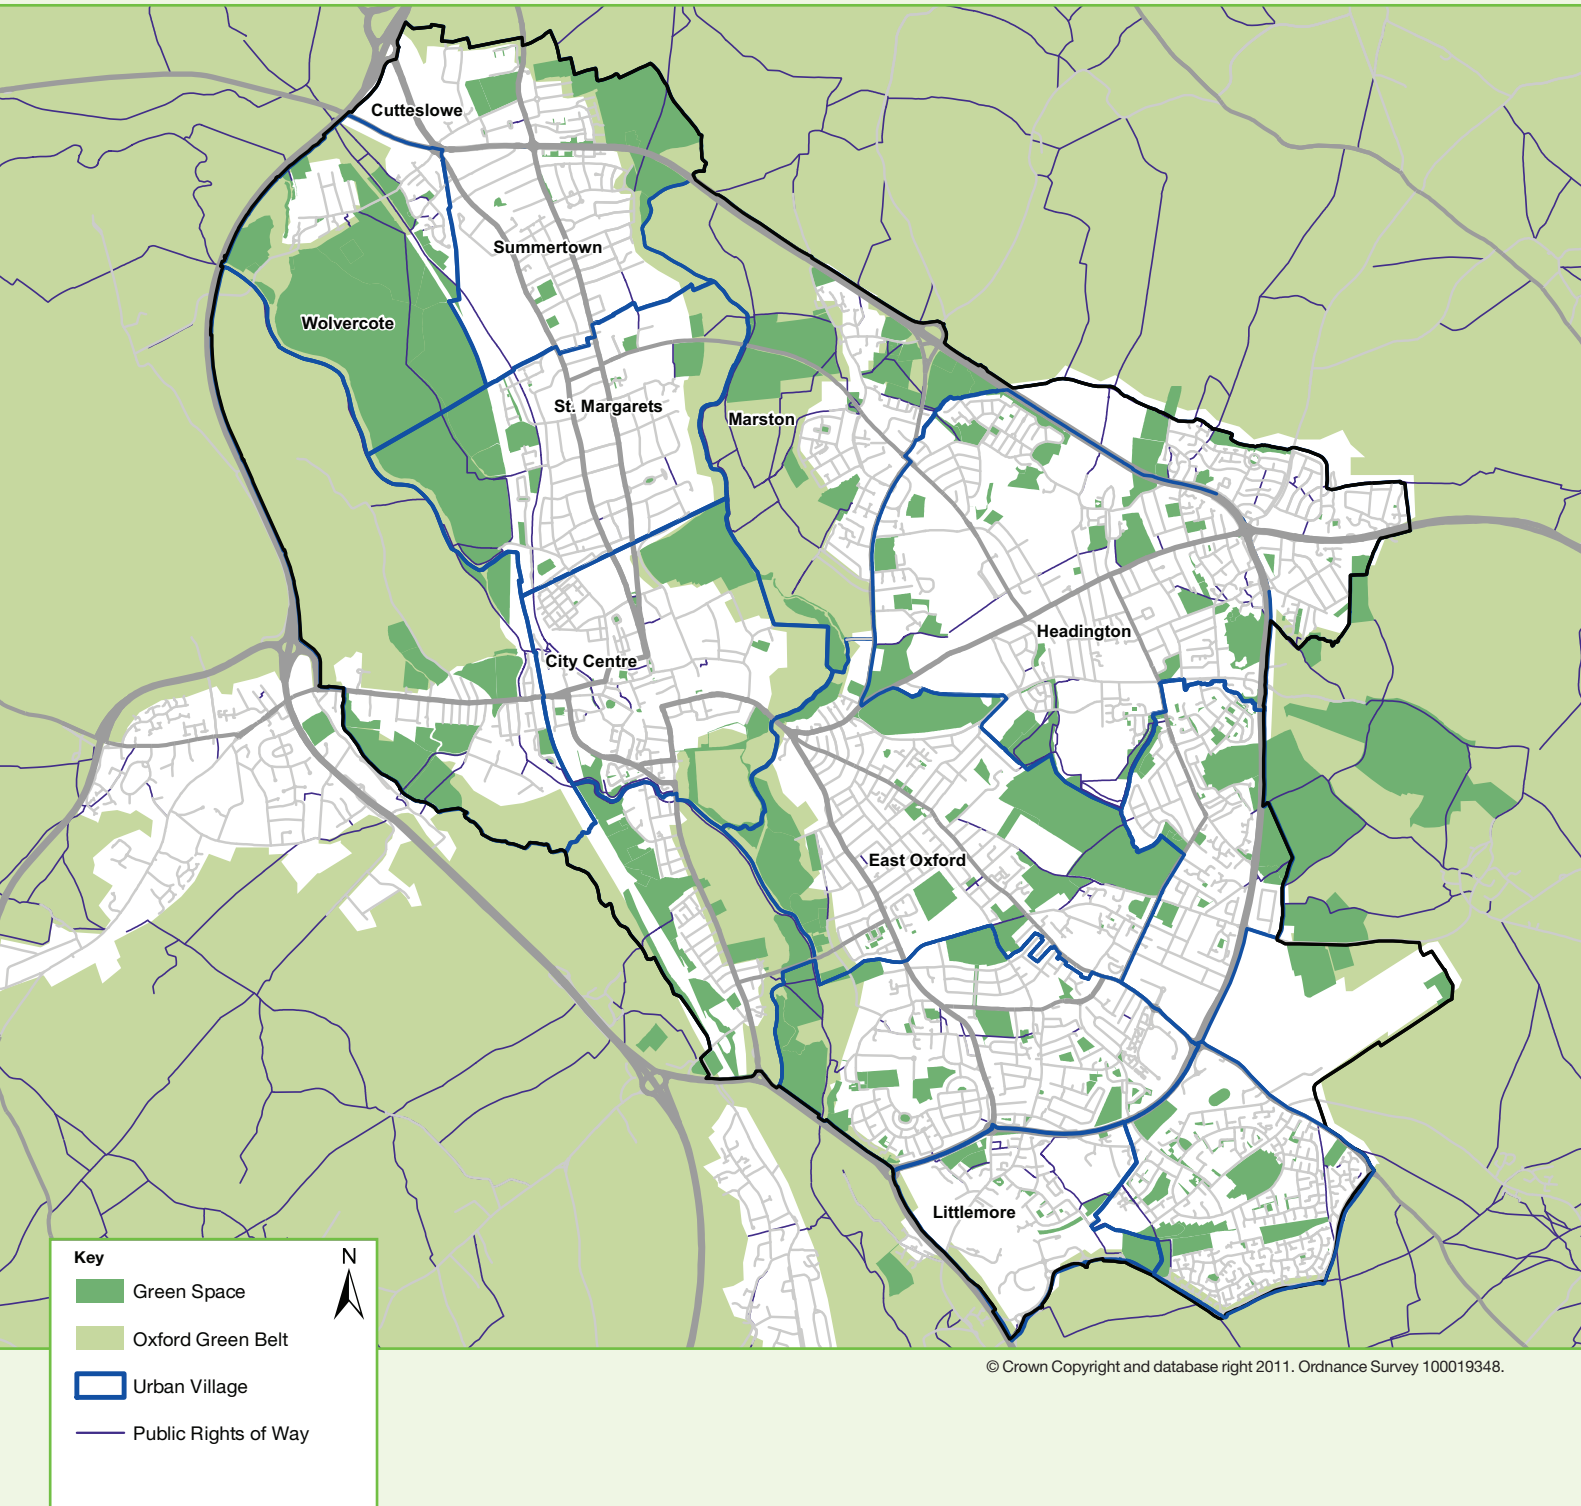 Cutteslowe
Summertown
Wolvercote
St. Margarets
Marston
Headington
City Centre
East Oxford
Littlemore
Key
N
Green Space
Oxford Green Belt
Urban Village
Public Rights of Way
© Crown Copyright and database right 2011. Ordnance Survey 100019348.